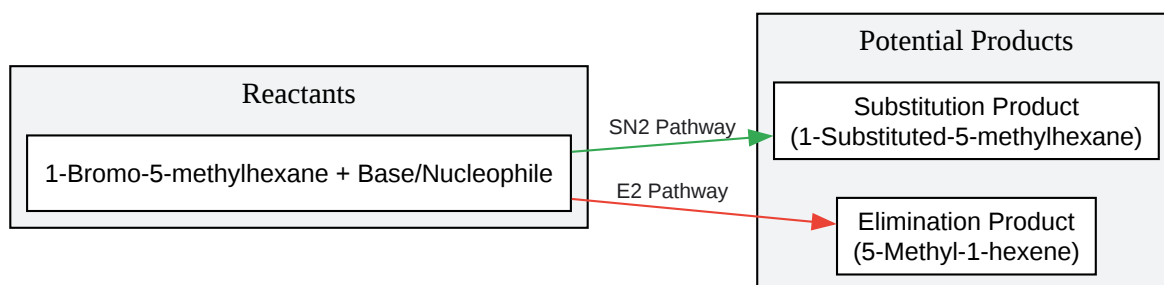 Reactants
1-Bromo-5-methylhexane + Base/Nucleophile
SN2 Pathway
E2 Pathway
Potential Products
Substitution Product
(1-Substituted-5-methylhexane)
Elimination Product
(5-Methyl-1-hexene)